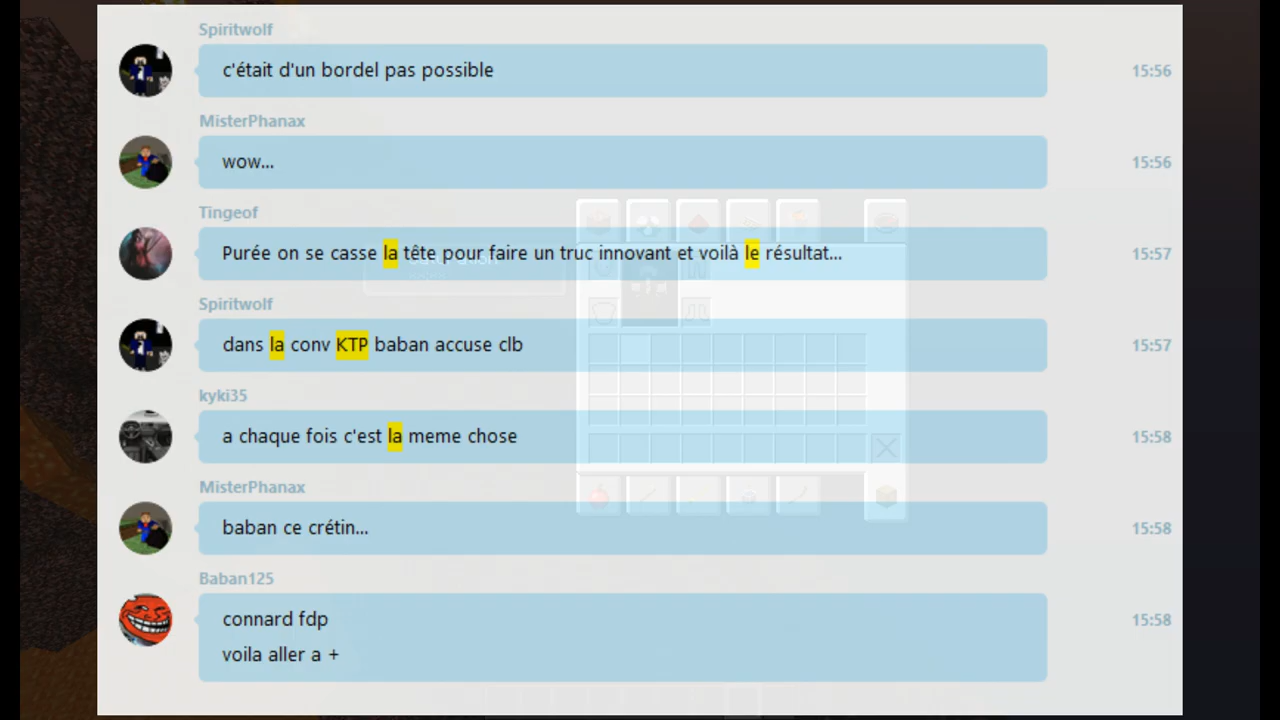 Spiritwolf
c'était d'un bordel pas possible
15:56
MisterPhanax
wow...
15:56
Tingeof
Purée on se casse la tête pour faire un truc innovant et voilà le résultat...
15:57
Spiritwolf
dans la conv KTP baban accuse clb
15:57
kyki35
a chaque fois c'est la meme chose
15:58
MisterPhanax
baban ce crétin...
15:58
Baban125
connard fdp
15:58
voila aller a +